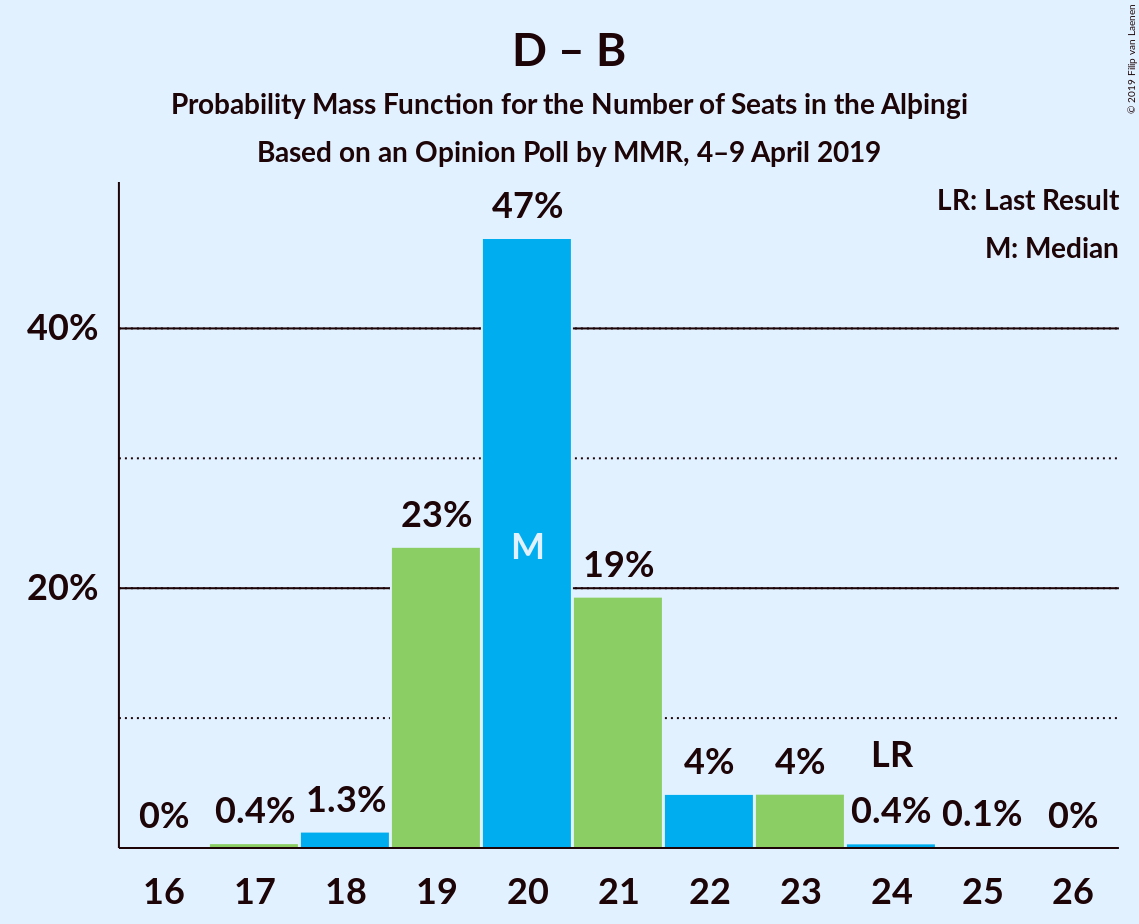 D – B
Probability Mass Function for the Number of Seats in the Alþingi
Based on an Opinion Poll by MMR, 4–9 April 2019
© 2019 Filip van Laenen
LR: Last Result
M: Median
47%
40%
23%
M
19%
20%
LR
4%
4%
0%
0.4%
1.3%
0.4%
0.1%
0%
16 17 18 19 20 21 22 23 24 25 26